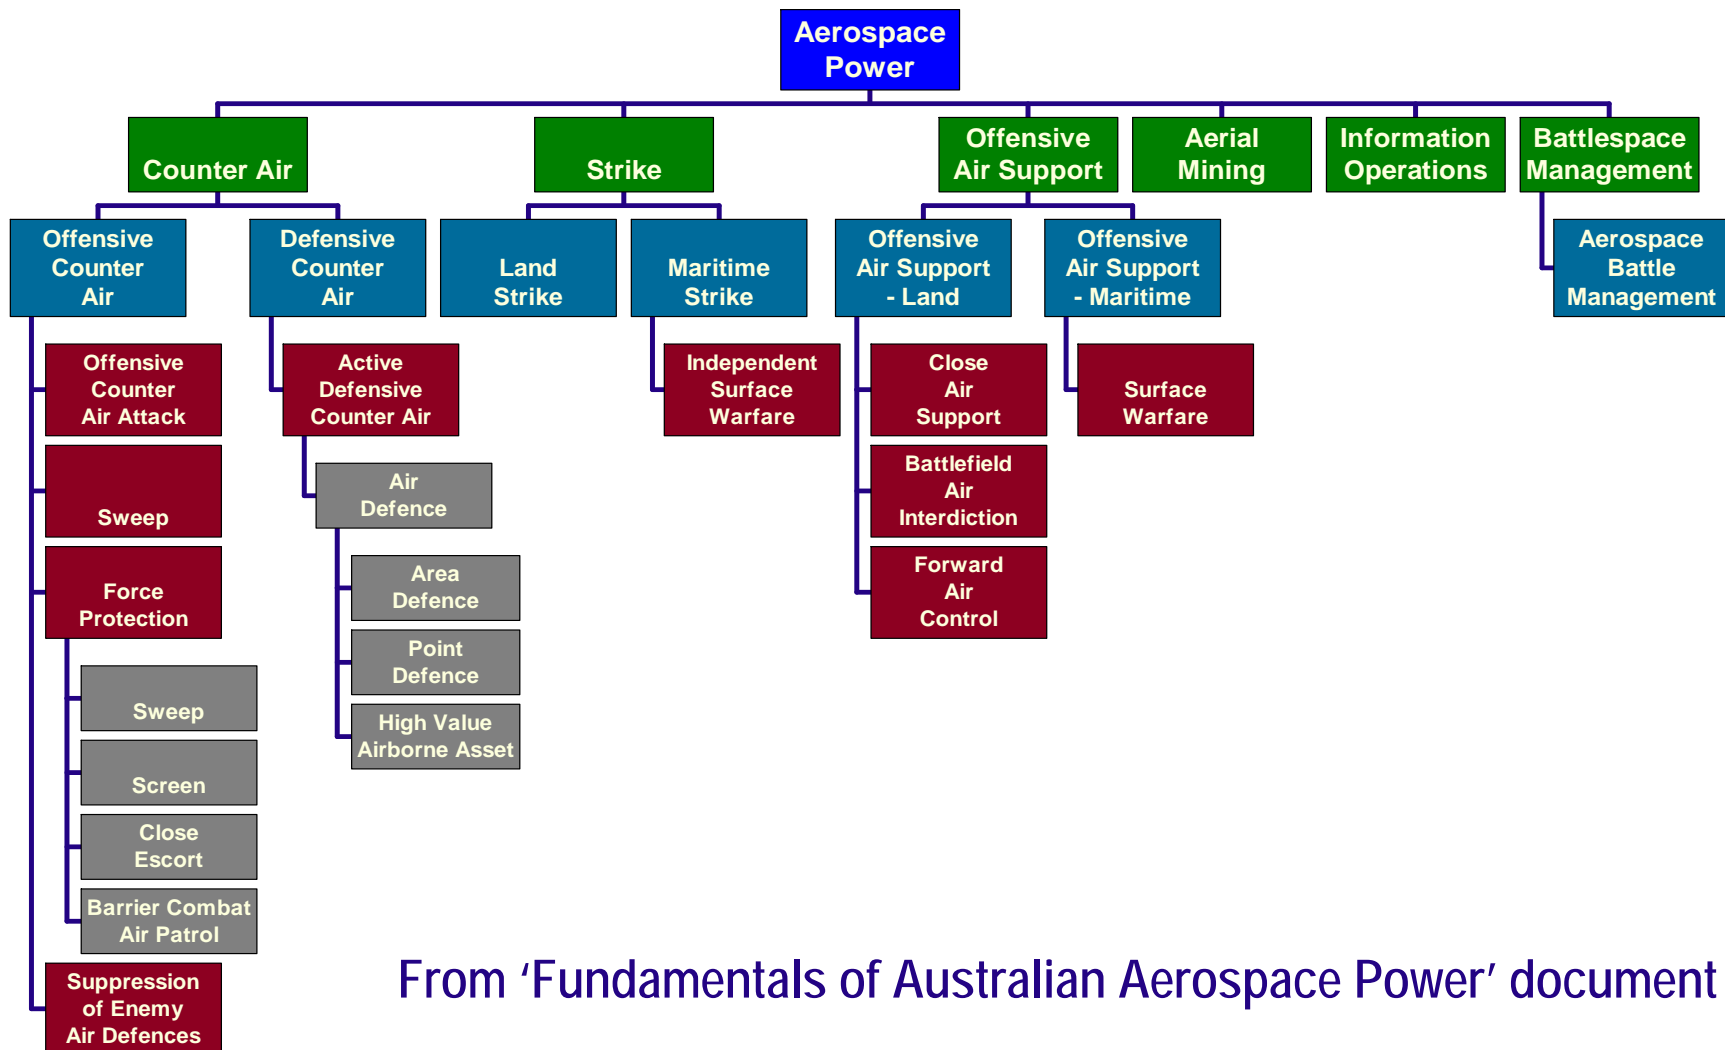 Aerospace
Power
Counter Air
Strike
Offensive
Air Support
Aerial
Mining
Information
Operations
Battlespace
Management
Offensive
Counter
Air
Defensive
Counter
Air
Land
Strike
Maritime
Strike
Offensive
Air Support
- Land
Offensive
Air Support
- Maritime
Aerospace
Battle
Management
Offensive
Counter
Air Attack
Sweep
Force
Protection
Sweep
Screen
Close
Escort
Barrier Combat
Air Patrol
Suppression
of Enemy
Air Defences
Active
Defensive
Counter Air
Air
Defence
Area
Defence
Point
Defence
High Value
Airborne Asset
Independent
Surface
Warfare
Close
Air
Support
Battlefield
Air
Interdiction
Forward
Air
Control
Surface
Warfare
From ‘Fundamentals of Australian Aerospace Power’ document